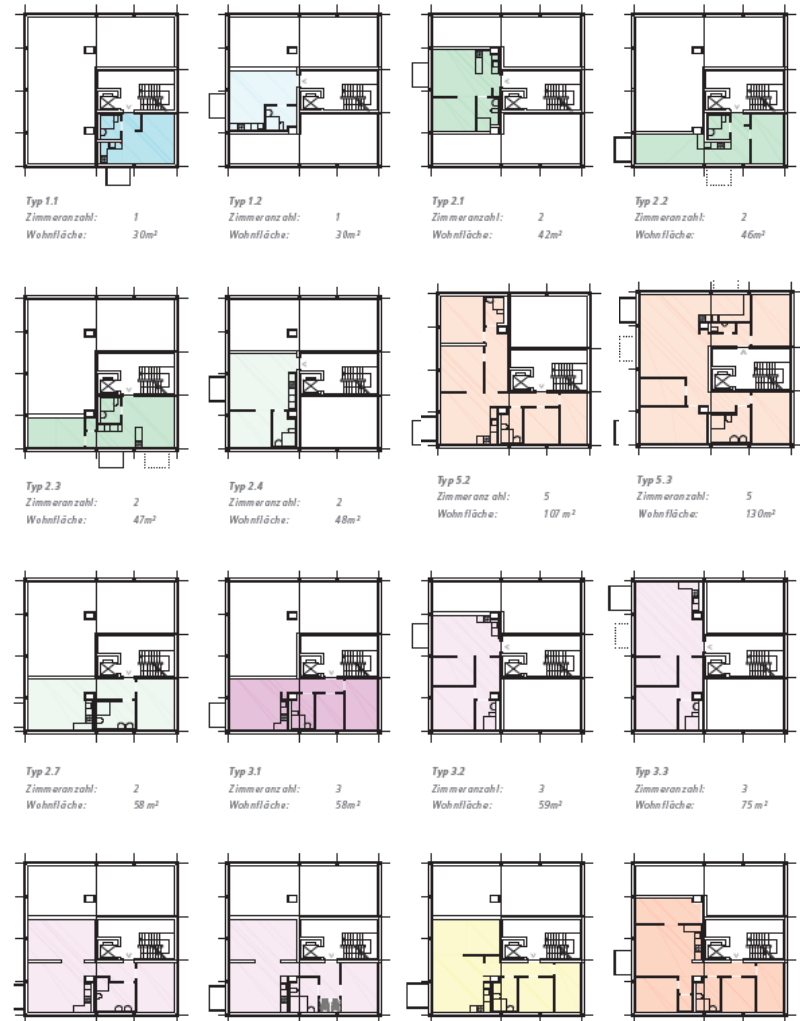 Typ 1.1
Zimmeranzahl: 1
Wohnfläche: 30m²
Typ 1.2
Zimmeranzahl: 1
Wohnfläche: 30m²
Typ 2.1
Zimmeranzahl: 2
Wohnfläche: 42m²
Typ 2.2
Zimmeranzahl: 2
Wohnfläche: 46m²
Typ 2.3
Zimmeranzahl: 2
Wohnfläche: 47m²
Typ 2.4
Zimmeranzahl: 2
Wohnfläche: 48m²
Typ 5.2
Zimmeranzahl: 5
Wohnfläche: 107 m²
Typ 5.3
Zimmeranzahl: 5
Wohnfläche: 130m²
Typ 2.7
Zimmeranzahl: 2
Wohnfläche: 58 m²
Typ 3.1
Zimmeranzahl: 3
Wohnfläche: 58m²
Typ 3.2
Zimmeranzahl: 3
Wohnfläche: 59m²
Typ 3.3
Zimmeranzahl: 3
Wohnfläche: 75 m²